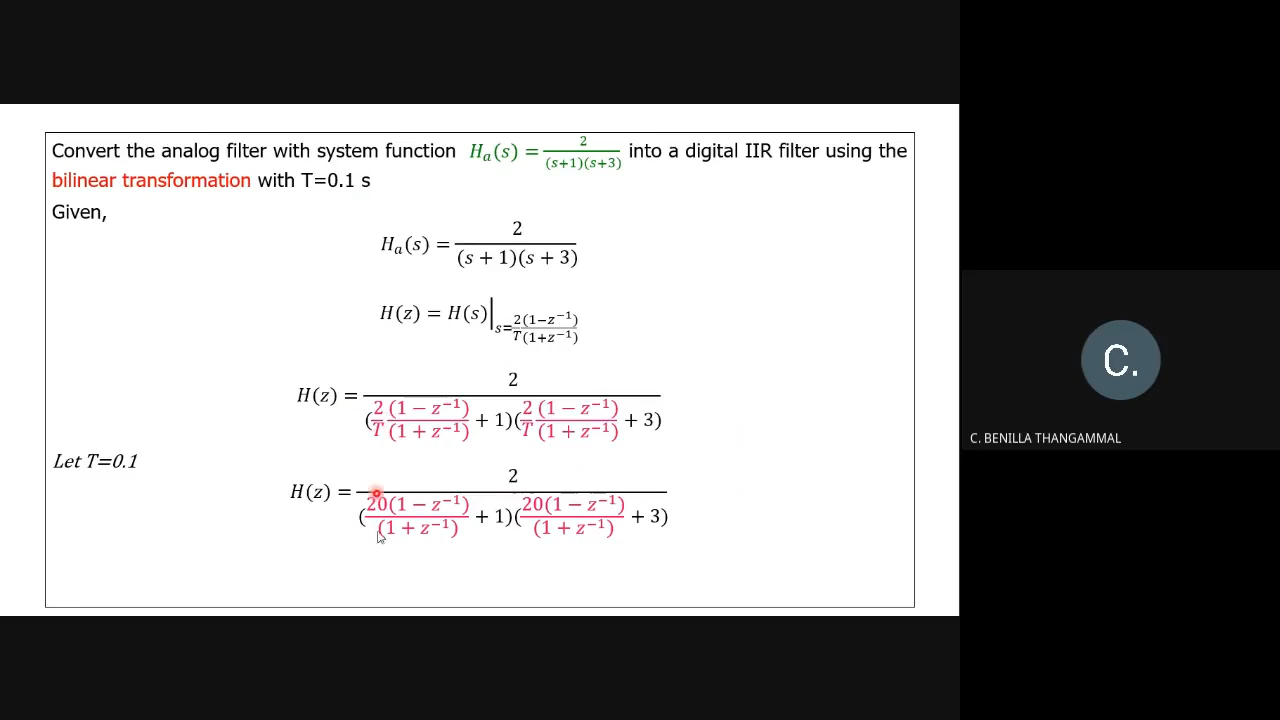 Convert the analog filter with system function Hₐ(s) = 2/((s+1)(s+3)) into a digital IIR filter using the
bilinear transformation with T=0.1 s
Given,
Hₐ(s) = 2/((s + 1)(s + 3))
H(z) = H(s)|ₛ₌ 2(1−z⁻¹)/T(1+z⁻¹)
H(z) = 2/((2/T (1 − z⁻¹)/(1 + z⁻¹) + 1)(2/T (1 − z⁻¹)/(1 + z⁻¹) + 3))
Let T=0.1
H(z) = 2/((20(1 − z⁻¹)/(1 + z⁻¹) + 1)(20(1 − z⁻¹)/(1 + z⁻¹) + 3))
C.
C. BENILLA THANGAMMAL